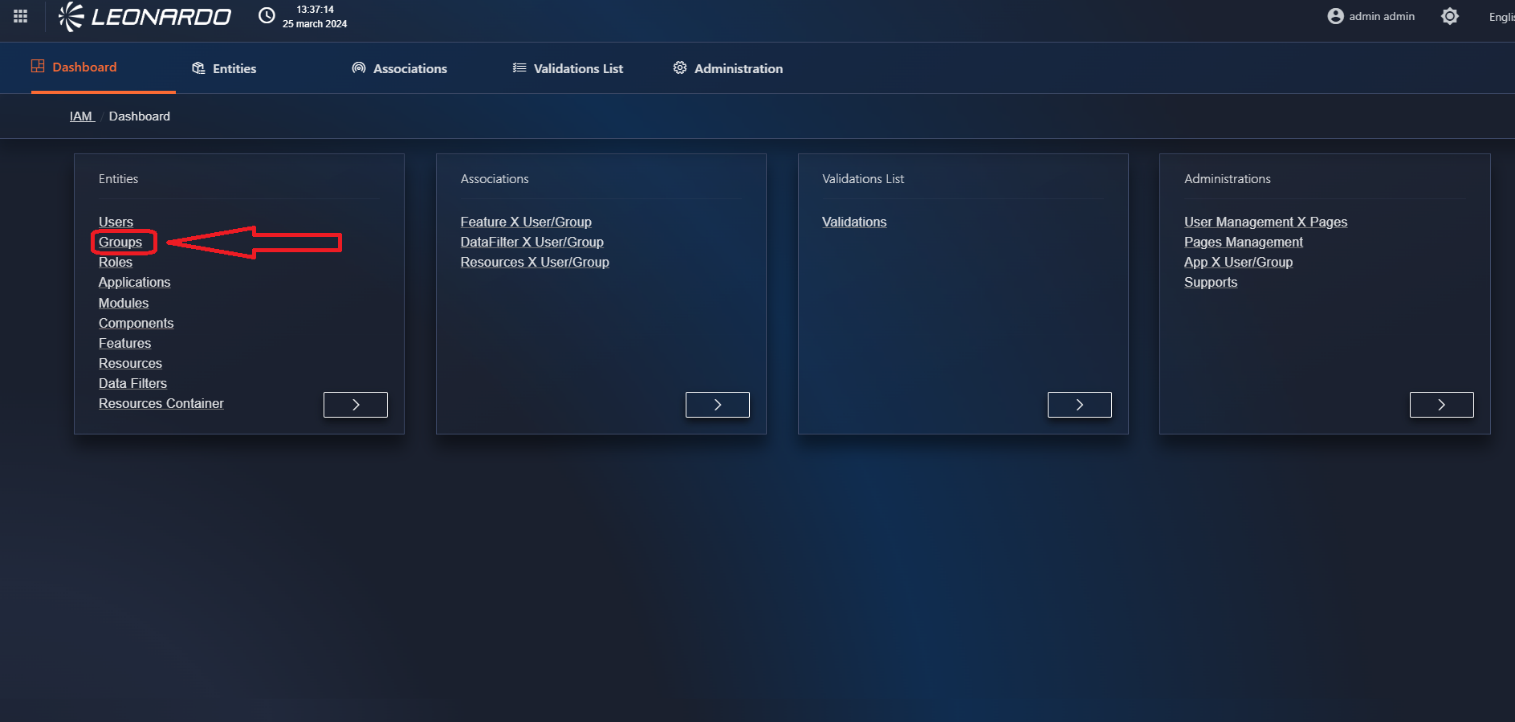 LEONARDO
13:37:14
25 march 2024
admin admin
Englis
Dashboard
Entities
Associations
Validations List
Administration
IAM / Dashboard
Entities
Users
Groups
Roles
Applications
Modules
Components
Features
Resources
Data Filters
Resources Container
Associations
Feature X User/Group
DataFilter X User/Group
Resources X User/Group
Validations List
Validations
Administrations
User Management X Pages
Pages Management
App X User/Group
Supports